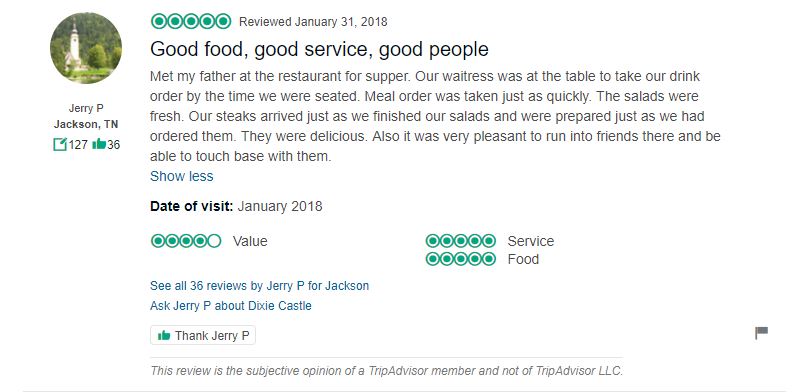 Reviewed January 31, 2018
Good food, good service, good people
Met my father at the restaurant for supper. Our waitress was at the table to take our drink
order by the time we were seated. Meal order was taken just as quickly. The salads were
fresh. Our steaks arrived just as we finished our salads and were prepared just as we had
ordered them. They were delicious. Also it was very pleasant to run into friends there and be
able to touch base with them.
Show less
Jerry P
Jackson, TN
127 36
Date of visit: January 2018
Value
Service
Food
See all 36 reviews by Jerry P for Jackson
Ask Jerry P about Dixie Castle
Thank Jerry P
This review is the subjective opinion of a TripAdvisor member and not of TripAdvisor LLC.